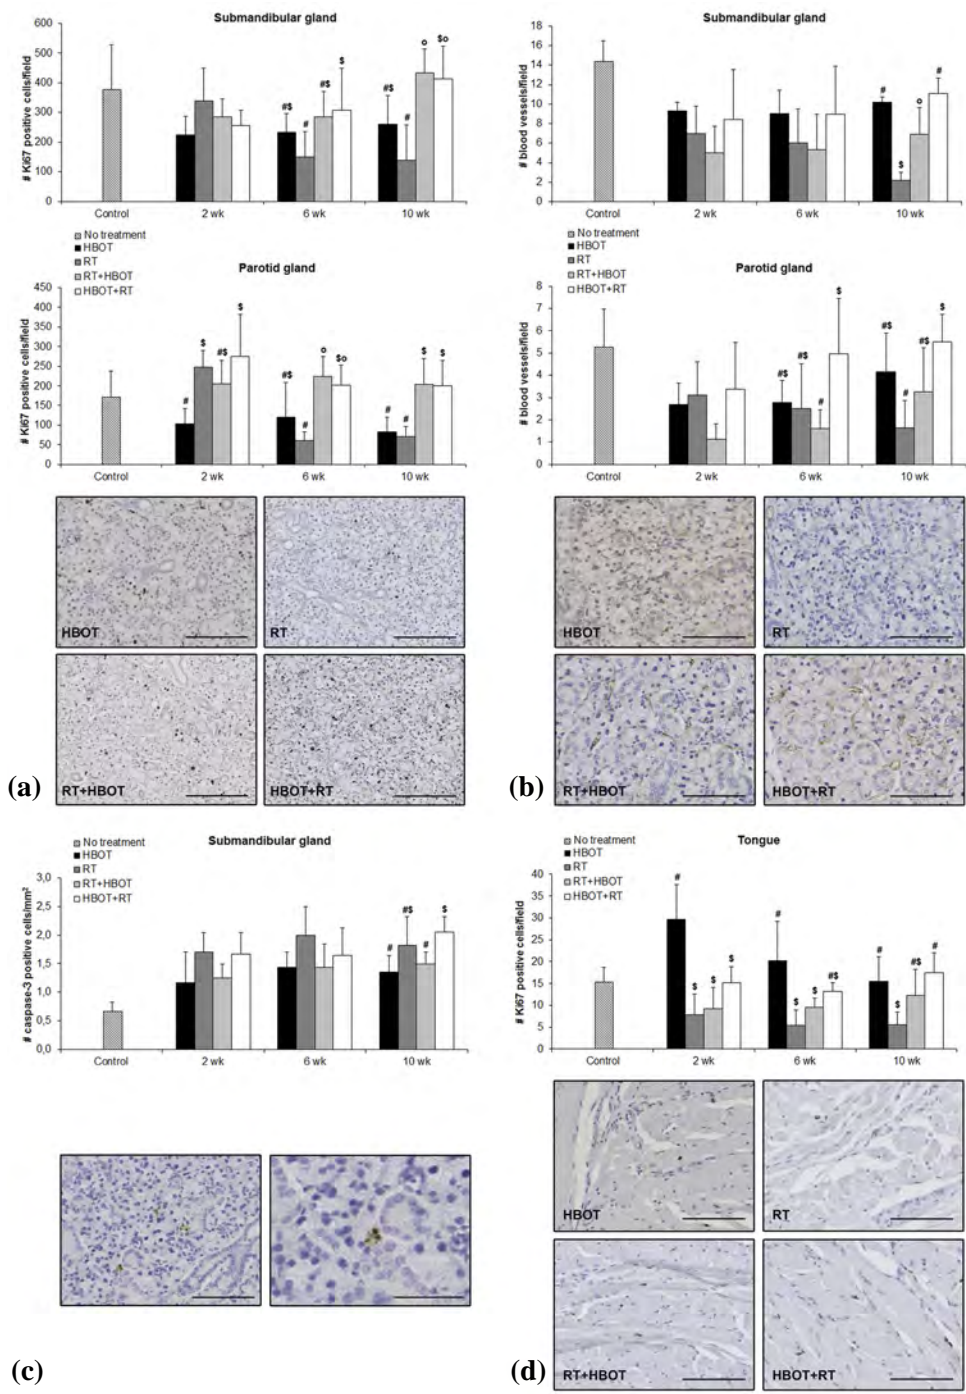 Submandibular gland
# Ki67 positive cells/field
600
500
400
300
200
100
0
#$
#
#$
$
#$
#
o
$o
Control
2 wk
6 wk
10 wk
No treatment
HBOT
RT
RT+HBOT
HBOT+RT
Parotid gland
# Ki67 positive cells/field
450
400
350
300
250
200
150
100
50
0
#
$
#$
$
#$
#
o
$o
#
#
$
$
Control
2 wk
6 wk
10 wk
HBOT
RT
RT+HBOT
HBOT+RT
(a)
Submandibular gland
# blood vessels/field
18
16
14
12
10
8
6
4
2
0
#
$
o
#
Control
2 wk
6 wk
10 wk
No treatment
HBOT
RT
RT+HBOT
HBOT+RT
Parotid gland
# blood vessels/field
8
7
6
5
4
3
2
1
0
#$
#$
#
$
#$
#
#$
$
Control
2 wk
6 wk
10 wk
HBOT
RT
RT+HBOT
HBOT+RT
(b)
No treatment
HBOT
RT
RT+HBOT
HBOT+RT
Submandibular gland
# caspase-3 positive cells/mm²
3,0
2,5
2,0
1,5
1,0
0,5
0,0
#
#$
#
$
Control
2 wk
6 wk
10 wk
(c)
No treatment
HBOT
RT
RT+HBOT
HBOT+RT
Tongue
# Ki67 positive cells/field
40
35
30
25
20
15
10
5
0
#
$
$
$
#
$
$
#$
#
$
#$
#
Control
2 wk
6 wk
10 wk
HBOT
RT
RT+HBOT
HBOT+RT
(d)